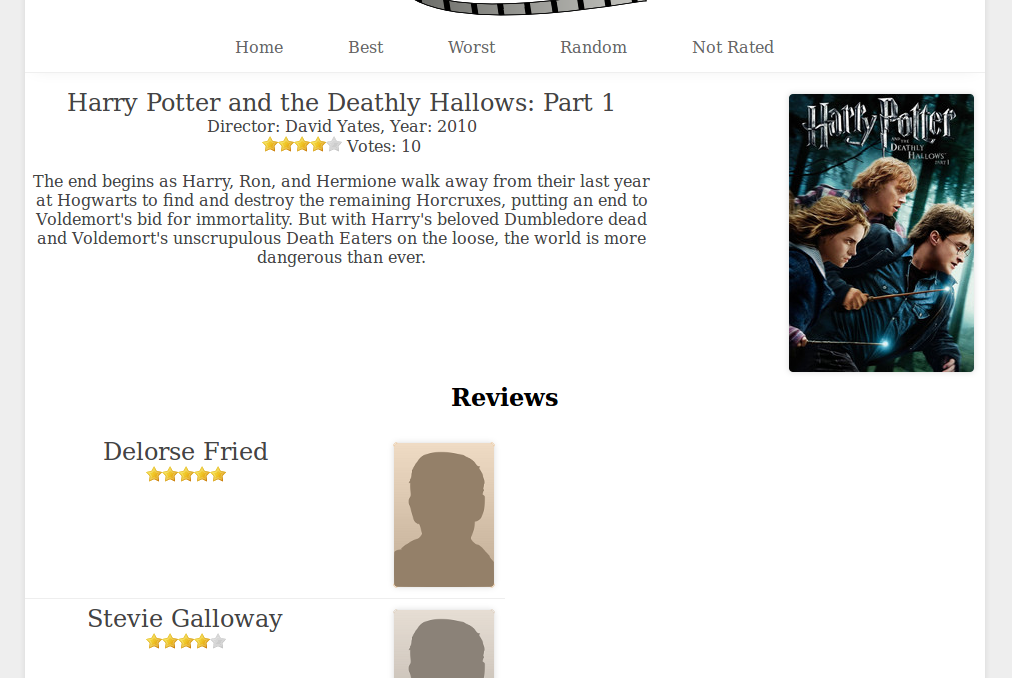 Home Best Worst Random Not Rated
Harry Potter and the Deathly Hallows: Part 1
Director: David Yates, Year: 2010
Votes: 10
The end begins as Harry, Ron, and Hermione walk away from their last year
at Hogwarts to find and destroy the remaining Horcruxes, putting an end to
Voldemort's bid for immortality. But with Harry's beloved Dumbledore dead
and Voldemort's unscrupulous Death Eaters on the loose, the world is more
dangerous than ever.
Harry Potter
AND THE
DEATHLY
HALLOWS
PART 1
Reviews
Delorse Fried
Stevie Galloway